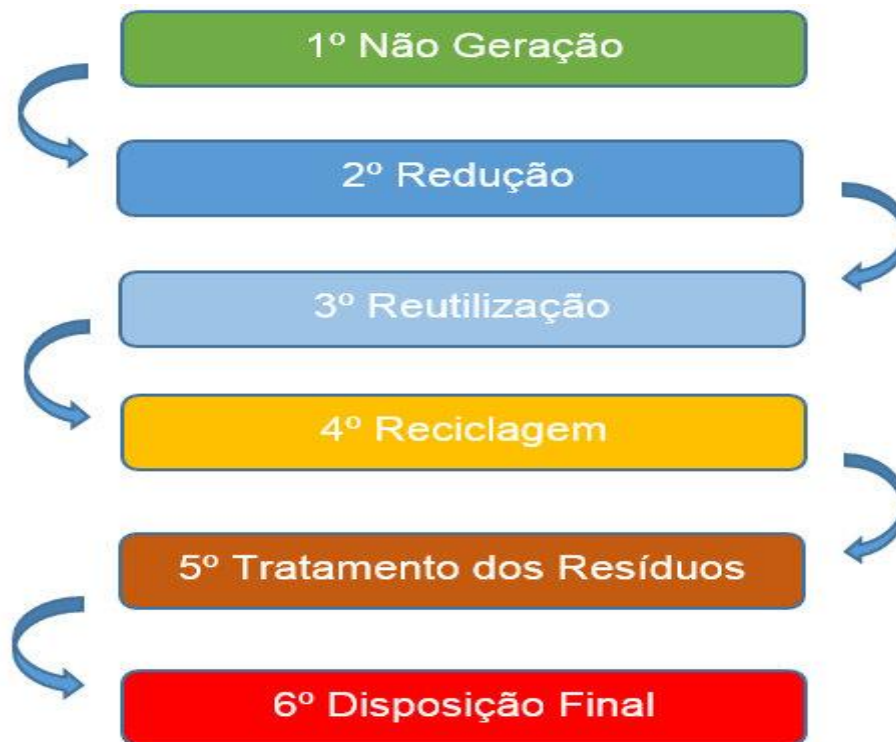 1º Não Geração
2º Redução
3º Reutilização
4º Reciclagem
5º Tratamento dos Resíduos
6º Disposição Final